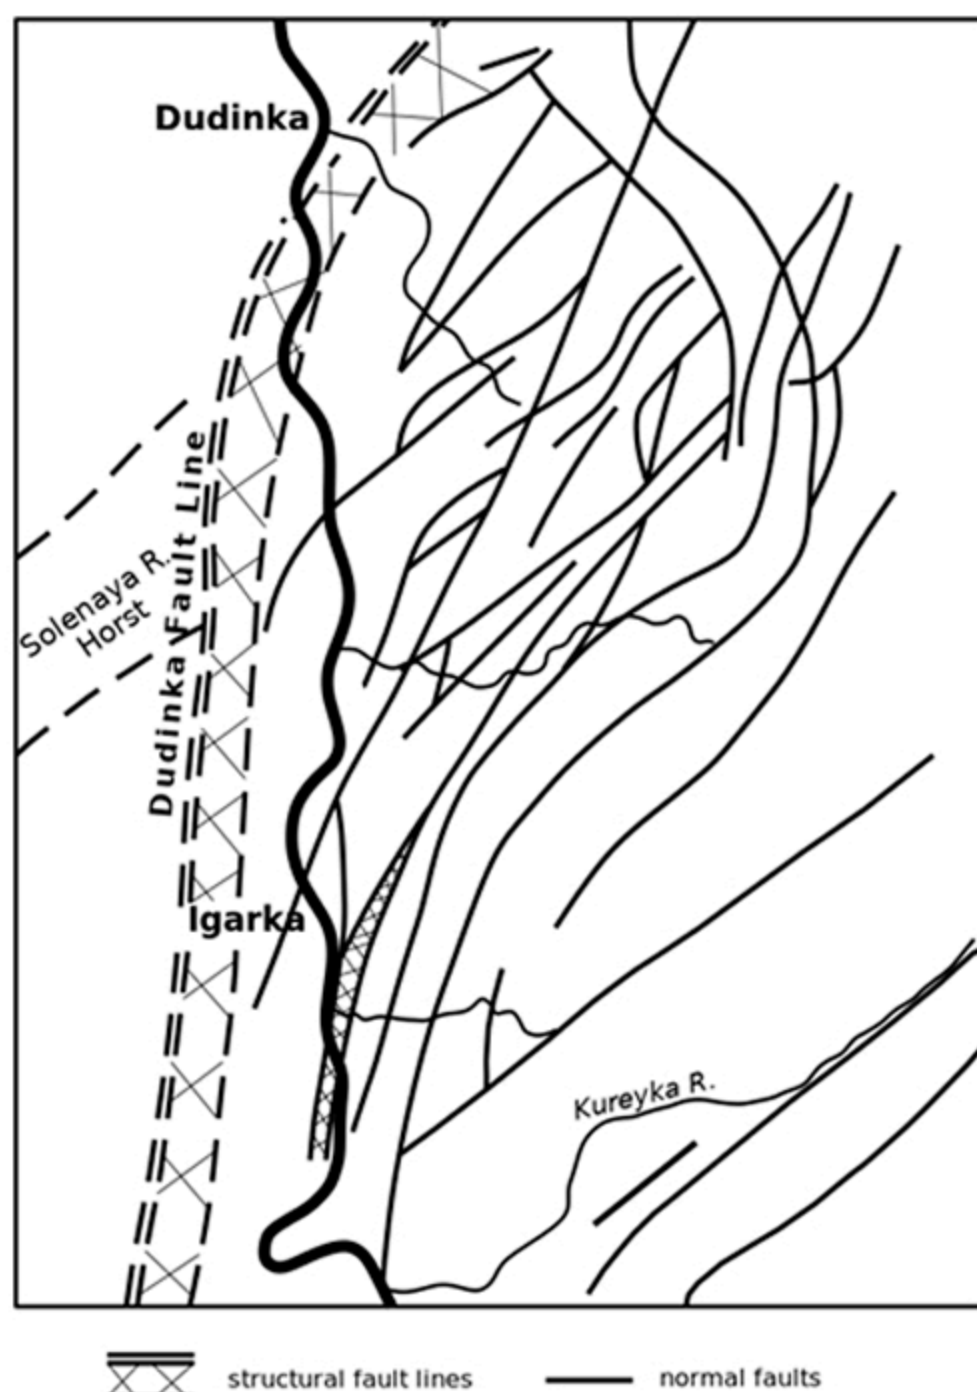 Dudinka
Dudinka Fault Line
Solenaya R.
Horst
Igarka
Kureyka R.
structural fault lines
normal faults